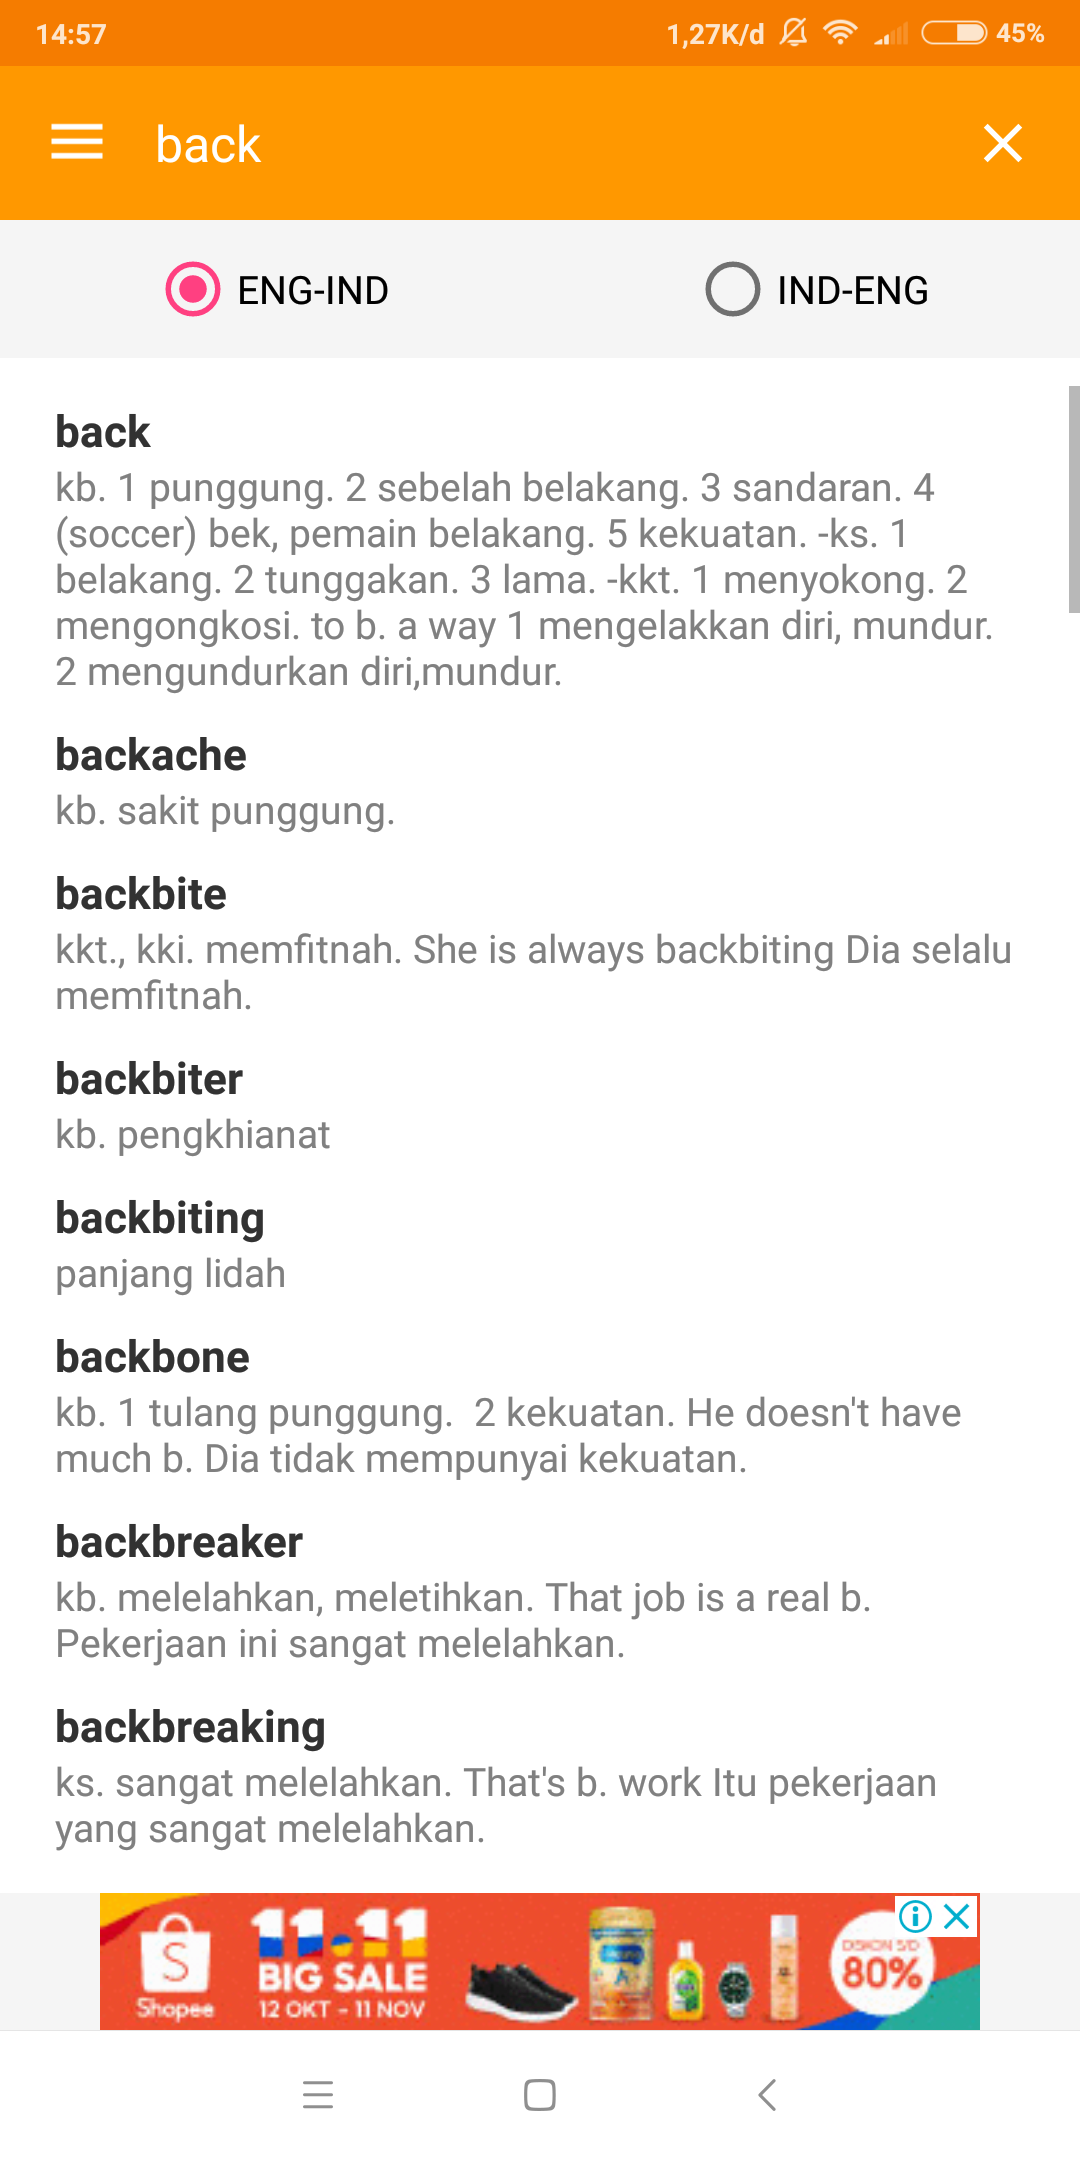 14:57
1,27K/d
45%
back
ENG-IND
IND-ENG
back
kb. 1 punggung. 2 sebelah belakang. 3 sandaran. 4
(soccer) bek, pemain belakang. 5 kekuatan. -ks. 1
belakang. 2 tunggakan. 3 lama. -kkt. 1 menyokong. 2
mengongkosi. to b. a way 1 mengelakkan diri, mundur.
2 mengundurkan diri,mundur.
backache
kb. sakit punggung.
backbite
kkt., kki. memfitnah. She is always backbiting Dia selalu
memfitnah.
backbiter
kb. pengkhianat
backbiting
panjang lidah
backbone
kb. 1 tulang punggung.  2 kekuatan. He doesn't have
much b. Dia tidak mempunyai kekuatan.
backbreaker
kb. melelahkan, meletihkan. That job is a real b.
Pekerjaan ini sangat melelahkan.
backbreaking
ks. sangat melelahkan. That's b. work Itu pekerjaan
yang sangat melelahkan.
S
Shopee
11.11
BIG SALE
12 OKT - 11 NOV
DISKON S/D
80%